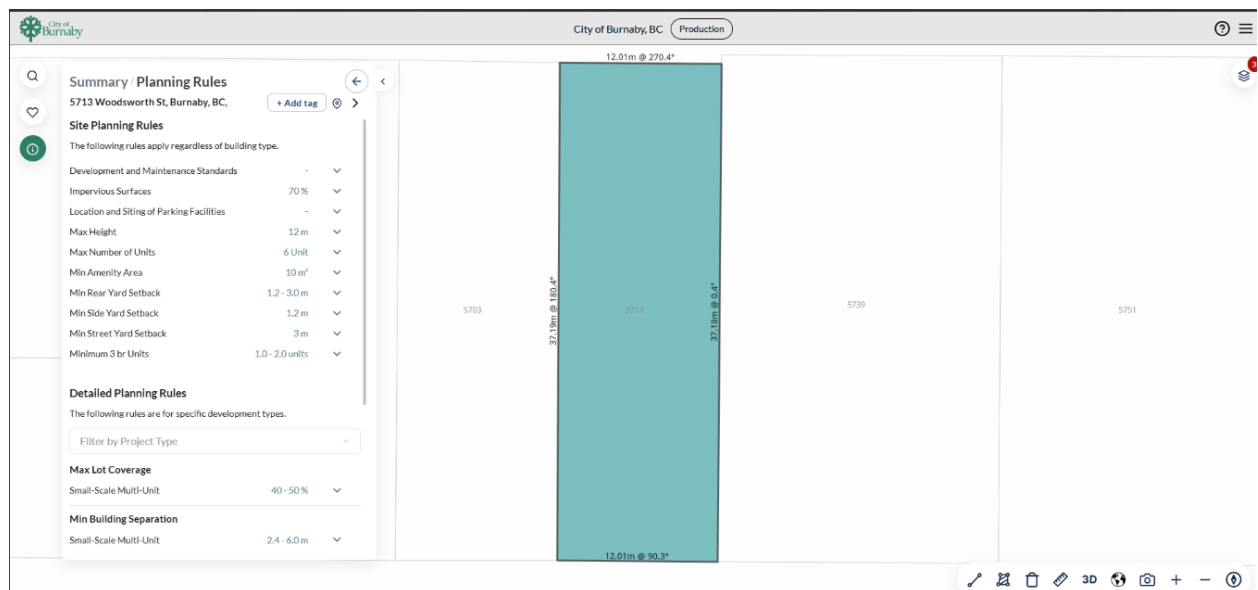 City of
Burnaby
City of Burnaby, BC Production
3
Summary / Planning Rules
5713 Woodsworth St, Burnaby, BC,
+ Add tag
Site Planning Rules
The following rules apply regardless of building type.
Development and Maintenance Standards -
Impervious Surfaces 70 %
Location and Siting of Parking Facilities -
Max Height 12 m
Max Number of Units 6 Unit
Min Amenity Area 10 m²
Min Rear Yard Setback 1.2 - 3.0 m
Min Side Yard Setback 1.2 m
Min Street Yard Setback 3 m
Minimum 3 br Units 1.0 - 2.0 units
Detailed Planning Rules
The following rules are for specific development types.
Filter by Project Type
Max Lot Coverage
Small-Scale Multi-Unit 40 - 50 %
Min Building Separation
Small-Scale Multi-Unit 2.4 - 6.0 m
12.01m @ 270.4°
5703
37.19m @ 180.4°
5713
37.18m @ 0.4°
5739
5751
12.01m @ 90.3°
3D